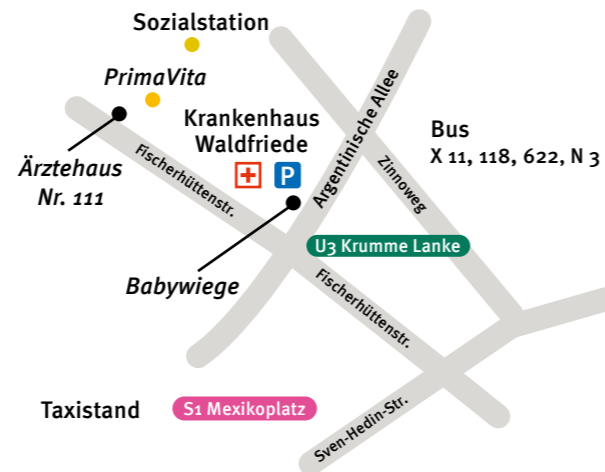 Sozialstation
PrimaVita
Krankenhaus
Waldfriede
P
Ärztehaus
Nr. 111
Fischerhüttenstr.
Argentinische Allee
Zinnoweg
Bus
X 11, 118, 622, N 3
U3 Krumme Lanke
Babywiege
Fischerhüttenstr.
Taxistand
S1 Mexikoplatz
Sven-Hedin-Str.